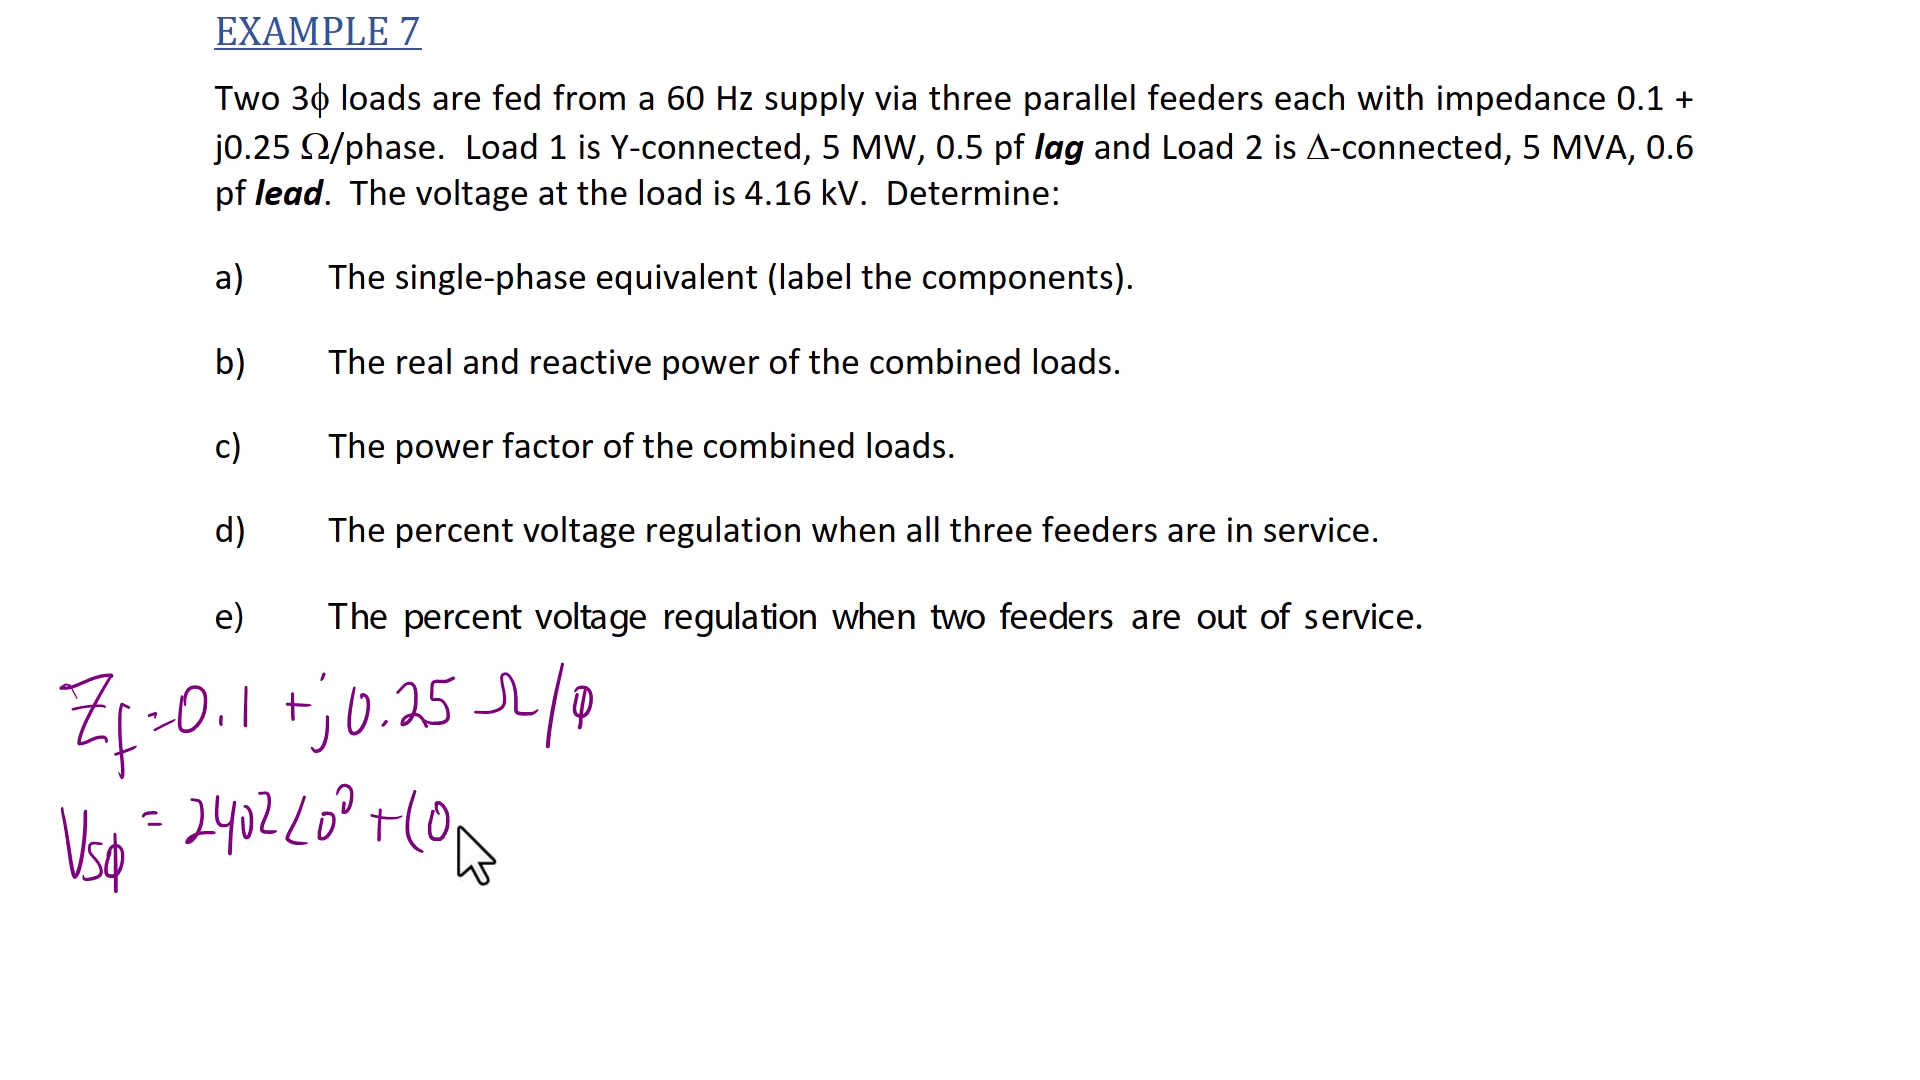 EXAMPLE 7
Two 3ϕ loads are fed from a 60 Hz supply via three parallel feeders each with impedance 0.1 +
j0.25 Ω/phase. Load 1 is Y-connected, 5 MW, 0.5 pf lag and Load 2 is Δ-connected, 5 MVA, 0.6
pf lead. The voltage at the load is 4.16 kV. Determine:
a) The single-phase equivalent (label the components).
b) The real and reactive power of the combined loads.
c) The power factor of the combined loads.
d) The percent voltage regulation when all three feeders are in service.
e) The percent voltage regulation when two feeders are out of service.
Zf = 0.1 + j0.25 Ω/ϕ
Vsϕ = 2402∠0° + (0